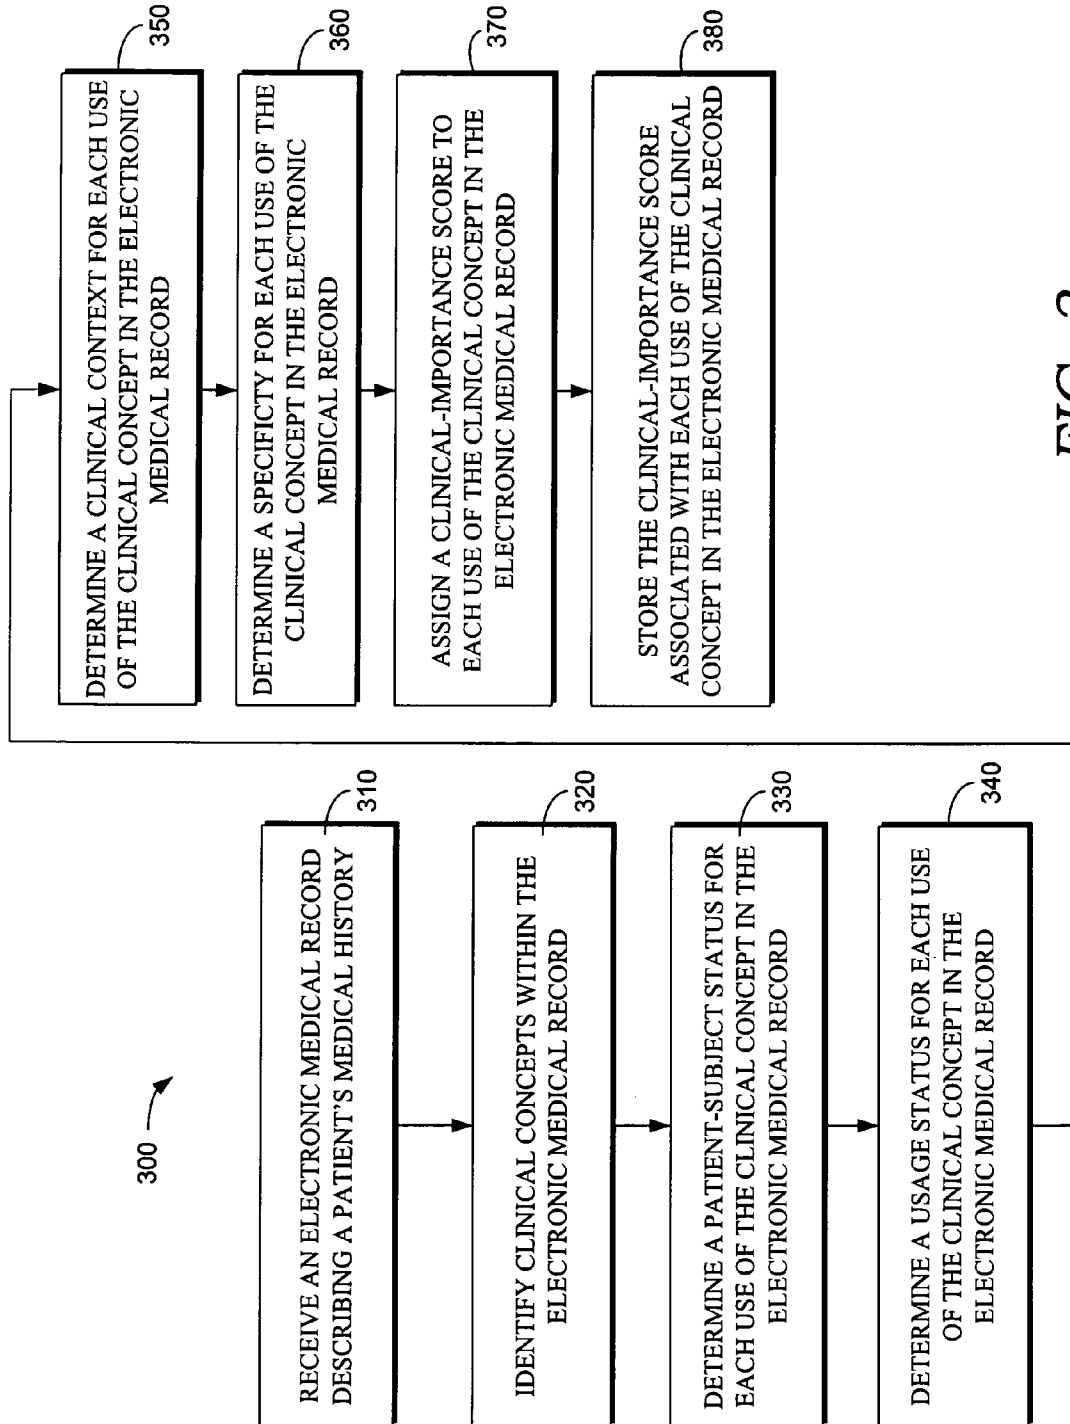 300
RECEIVE AN ELECTRONIC MEDICAL RECORD
DESCRIBING A PATIENT'S MEDICAL HISTORY
310
IDENTIFY CLINICAL CONCEPTS WITHIN THE
ELECTRONIC MEDICAL RECORD
320
DETERMINE A PATIENT-SUBJECT STATUS FOR
EACH USE OF THE CLINICAL CONCEPT IN THE
ELECTRONIC MEDICAL RECORD
330
DETERMINE A USAGE STATUS FOR EACH USE
OF THE CLINICAL CONCEPT IN THE
ELECTRONIC MEDICAL RECORD
340
DETERMINE A CLINICAL CONTEXT FOR EACH USE
OF THE CLINICAL CONCEPT IN THE ELECTRONIC
MEDICAL RECORD
350
DETERMINE A SPECIFICTY FOR EACH USE OF THE
CLINICAL CONCEPT IN THE ELECTRONIC
MEDICAL RECORD
360
ASSIGN A CLINICAL-IMPORTANCE SCORE TO
EACH USE OF THE CLINICAL CONCEPT IN THE
ELECTRONIC MEDICAL RECORD
370
STORE THE CLINICAL-IMPORTANCE SCORE
ASSOCIATED WITH EACH USE OF THE CLINICAL
CONCEPT IN THE ELECTRONIC MEDICAL RECORD
380